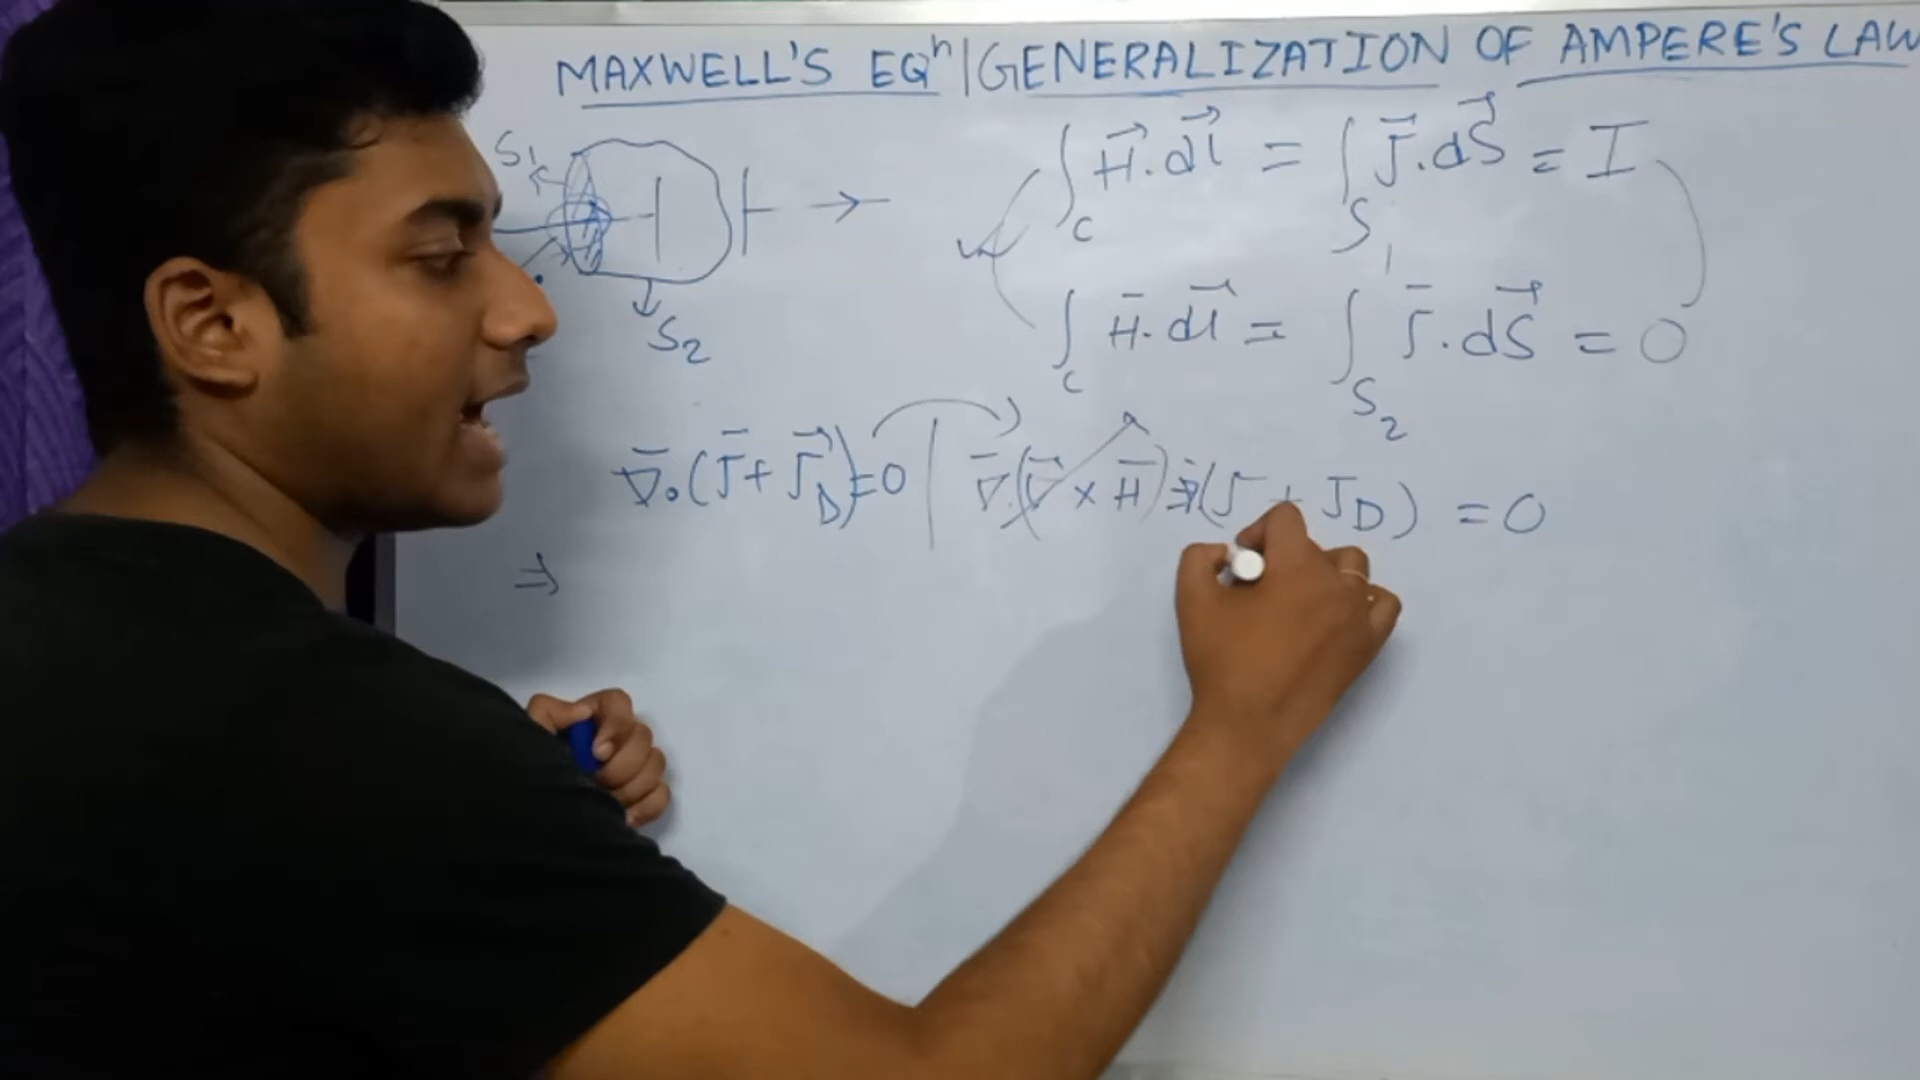 MAXWELL'S EQⁿ | GENERALIZATION OF AMPERE'S LAW
S₁
S₂
∫_C H⃗.dl⃗ = ∫_S₁ J̄.dS⃗ = I
∫_C H̄.dl⃗ = ∫_S₂ J̄.dS⃗ = 0
∇̄.(J̄+J⃗_D)=0 | ∇̄.(∇̄ × H̄) = (J + J_D) = 0
⇒